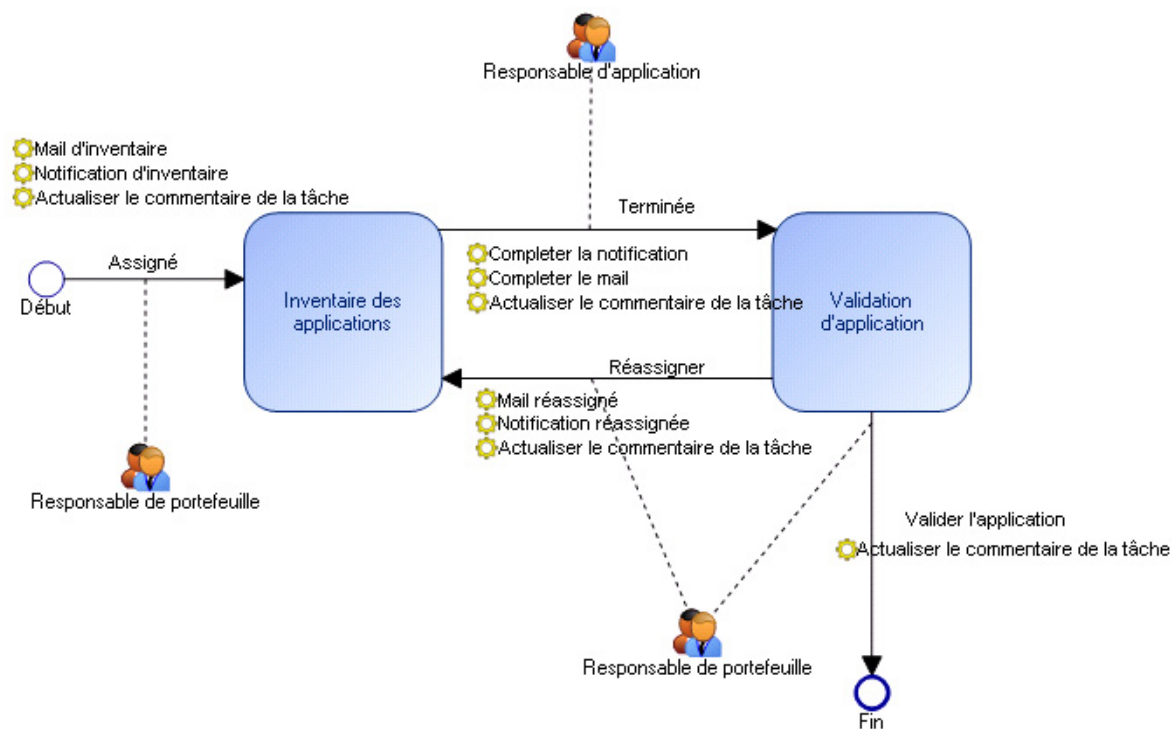 Responsable d'application
Mail d'inventaire
Notification d'inventaire
Actualiser le commentaire de la tâche
Terminée
Assigné
Completer la notification
Completer le mail
Actualiser le commentaire de la tâche
Début
Inventaire des
applications
Validation
d'application
Réassigner
Mail réassigné
Notification réassignée
Actualiser le commentaire de la tâche
Responsable de portefeuille
Valider l'application
Actualiser le commentaire de la tâche
Responsable de portefeuille
Fin